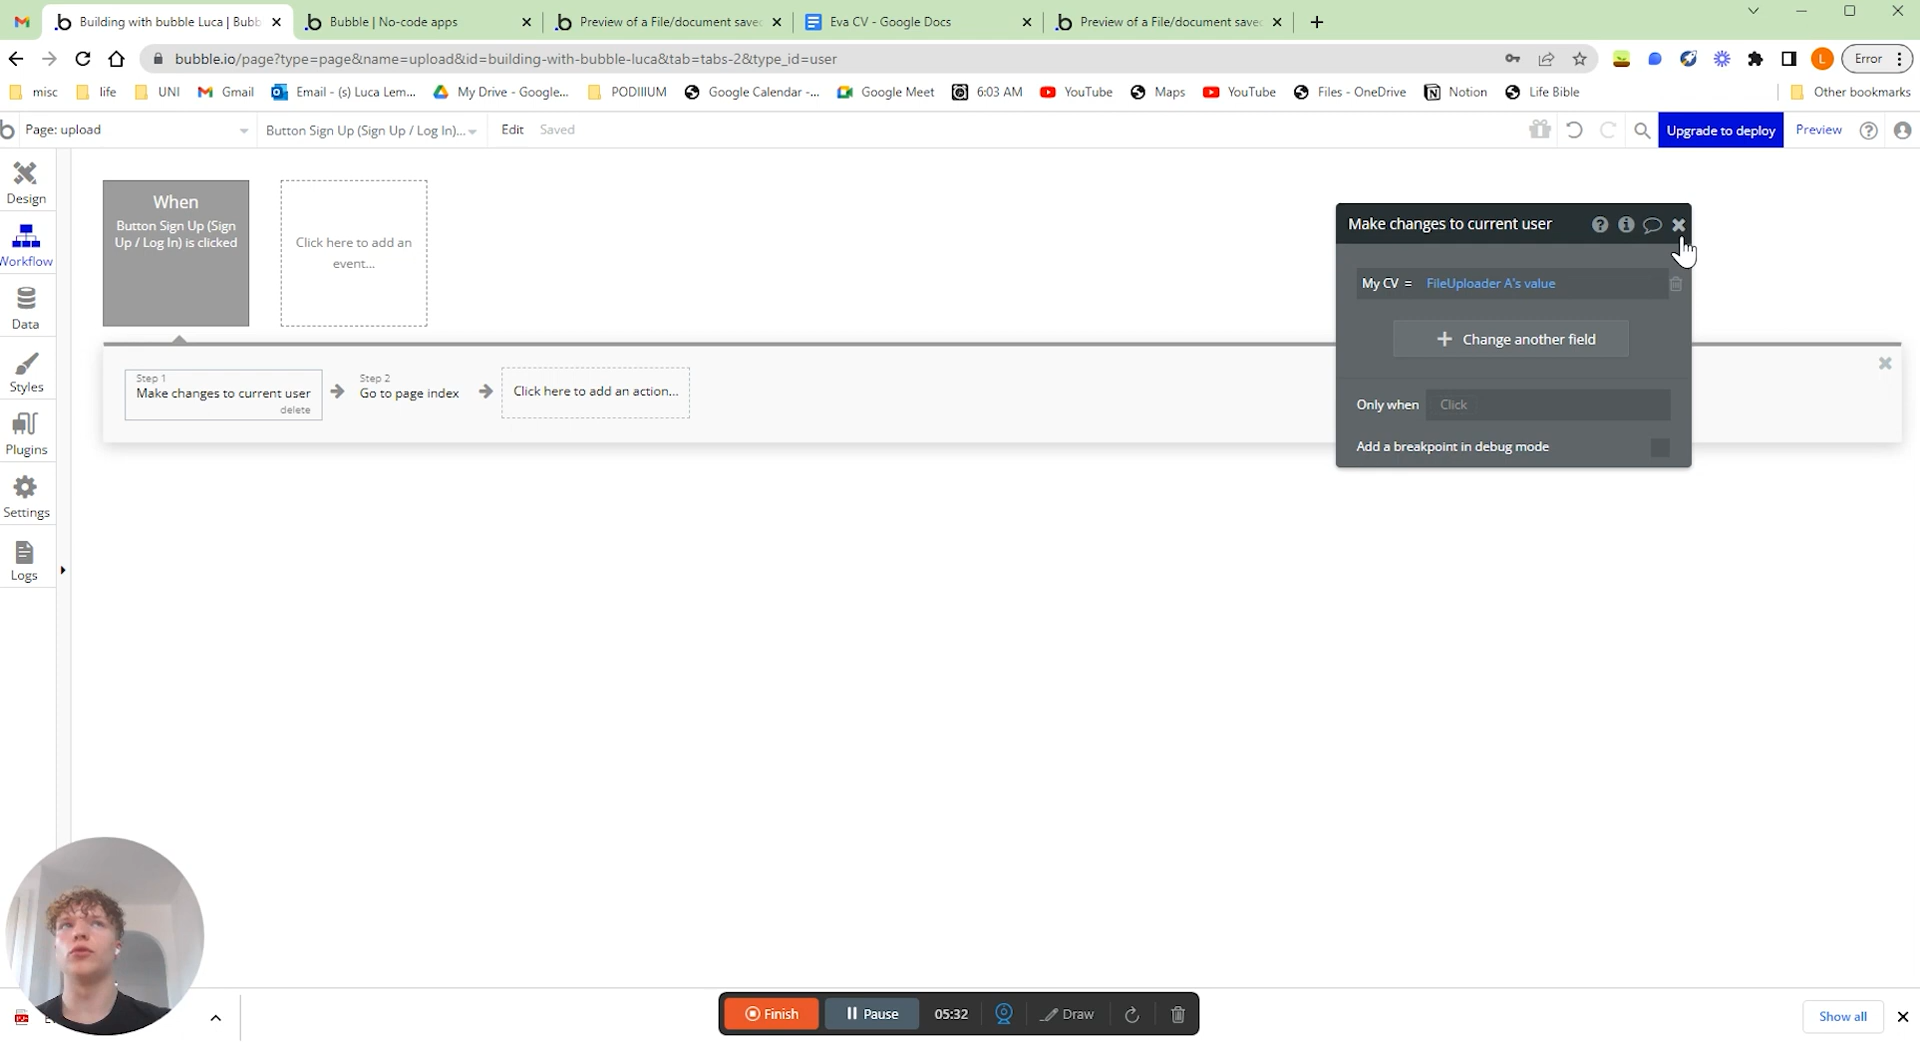 Building with bubble Luca | Bubb
Bubble | No-code apps
Preview of a File/document save
Eva CV - Google Docs
Preview of a File/document save
bubble.io/page?type=page&name=upload&id=building-with-bubble-luca&tab=tabs-2&type_id=user
L
Error
misc
life
UNI
Gmail
Email - (s) Luca Lem...
My Drive - Google...
PODIIIUM
Google Calendar -...
Google Meet
6:03 AM
YouTube
Maps
YouTube
Files - OneDrive
Notion
Life Bible
Other bookmarks
Page: upload
Button Sign Up (Sign Up / Log In)...
Edit
Saved
Upgrade to deploy
Preview
Design
Workflow
Data
Styles
Plugins
Settings
Logs
When
Button Sign Up (Sign
Up / Log In) is clicked
Click here to add an
event...
Step 1
Make changes to current user
delete
Step 2
Go to page index
Click here to add an action...
Make changes to current user
My CV = FileUploader A's value
Change another field
Only when
Click
Add a breakpoint in debug mode
Finish
Pause
05:32
Draw
Show all